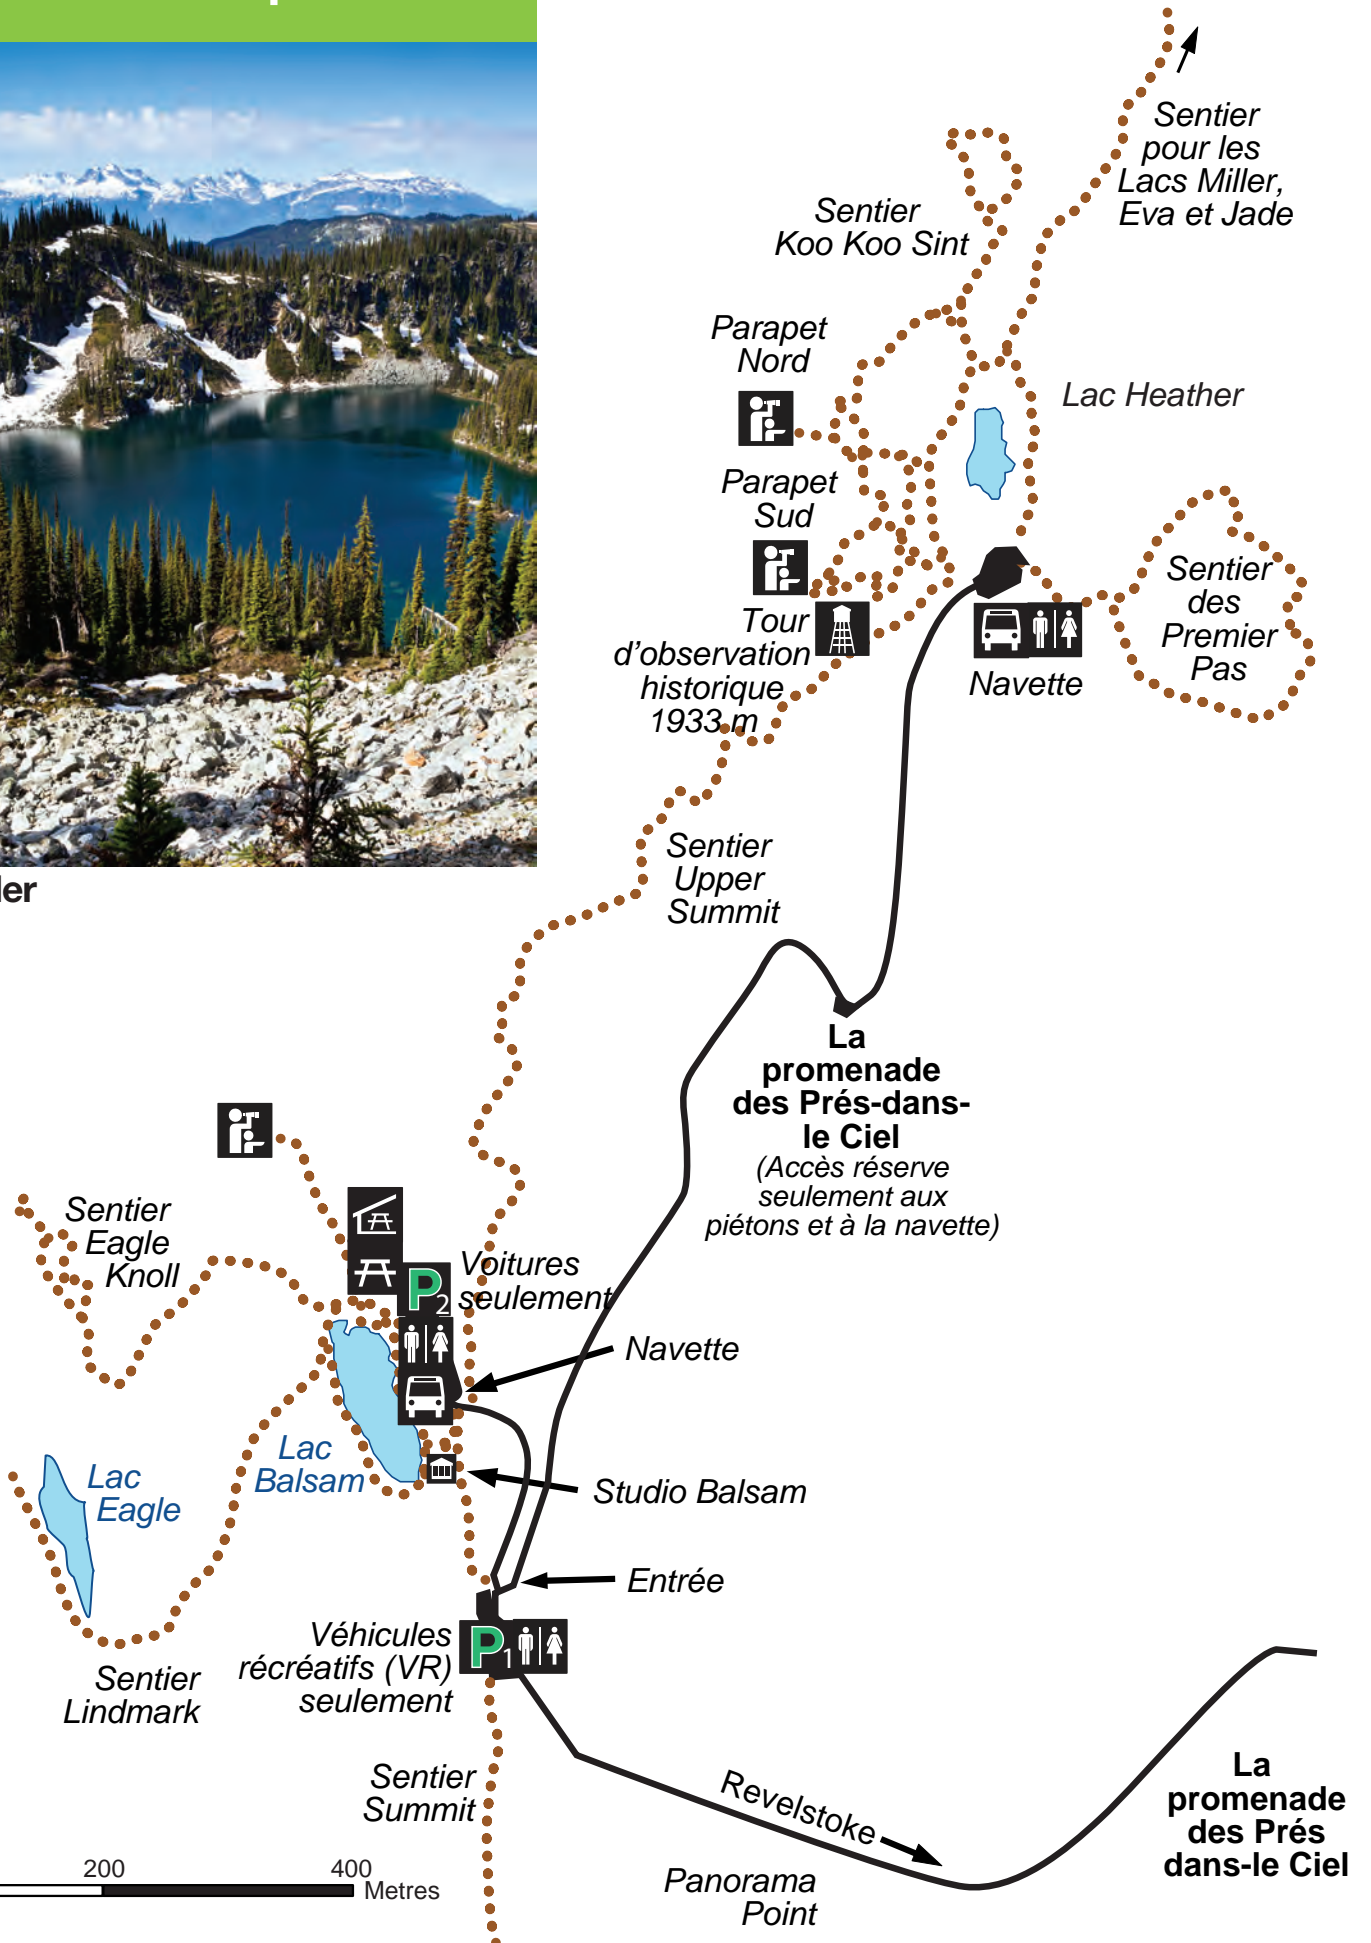 Sentier
pour les
Lacs Miller,
Eva et Jade
Sentier
Koo Koo Sint
Parapet
Nord
Lac Heather
Parapet
Sud
Sentier
des
Premier
Pas
Tour
d'observation
historique
1933 m
Navette
Sentier
Upper
Summit
La
promenade
des Prés-dans-
le Ciel
(Accès réserve
seulement aux
piétons et à la navette)
Sentier
Eagle
Knoll
P2
Voitures
seulement
Navette
Lac
Balsam
Lac
Eagle
Studio Balsam
Entrée
Véhicules
récréatifs (VR)
seulement
P1
Sentier
Lindmark
Sentier
Summit
Revelstoke
La
promenade
des Prés
dans-le Ciel
Panorama
Point
200 400
Metres